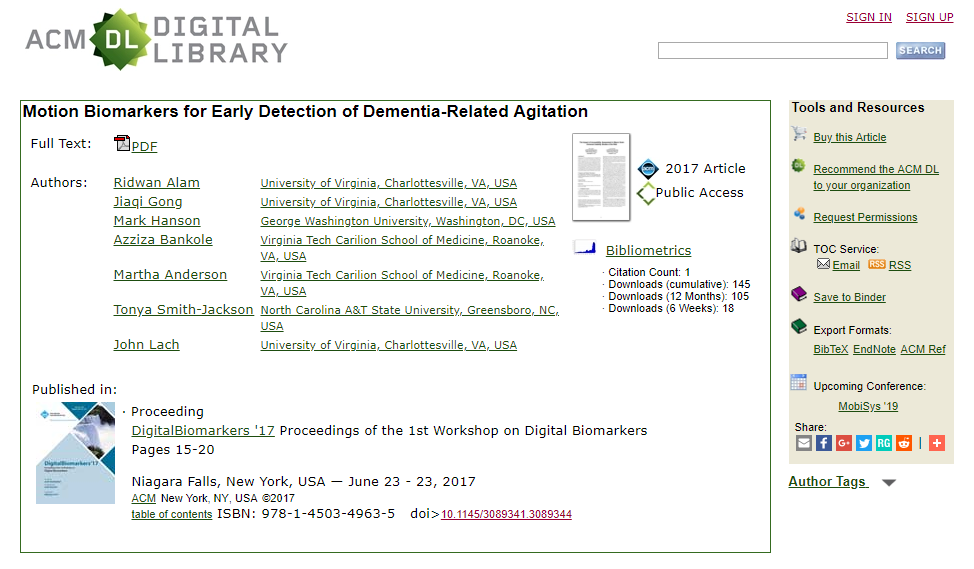 ACM DL DIGITAL LIBRARY
SIGN IN SIGN UP
SEARCH
Motion Biomarkers for Early Detection of Dementia-Related Agitation
Full Text: PDF
Authors:
Ridwan Alam University of Virginia, Charlottesville, VA, USA
Jiaqi Gong University of Virginia, Charlottesville, VA, USA
Mark Hanson George Washington University, Washington, DC, USA
Azziza Bankole Virginia Tech Carilion School of Medicine, Roanoke,
VA, USA
Martha Anderson Virginia Tech Carilion School of Medicine, Roanoke,
VA, USA
Tonya Smith-Jackson North Carolina A&T State University, Greensboro, NC,
USA
John Lach University of Virginia, Charlottesville, VA, USA
2017 Article
Public Access
Bibliometrics
· Citation Count: 1
· Downloads (cumulative): 145
· Downloads (12 Months): 105
· Downloads (6 Weeks): 18
Published in:
DigitalBiomarkers'17
· Proceeding
DigitalBiomarkers '17 Proceedings of the 1st Workshop on Digital Biomarkers
Pages 15-20
Niagara Falls, New York, USA — June 23 - 23, 2017
ACM New York, NY, USA ©2017
table of contents ISBN: 978-1-4503-4963-5 doi>10.1145/3089341.3089344
Tools and Resources
Buy this Article
Recommend the ACM DL
to your organization
Request Permissions
TOC Service:
Email RSS RSS
Save to Binder
Export Formats:
BibTeX EndNote ACM Ref
Upcoming Conference:
MobiSys '19
Share:
f G+ RG | +
Author Tags